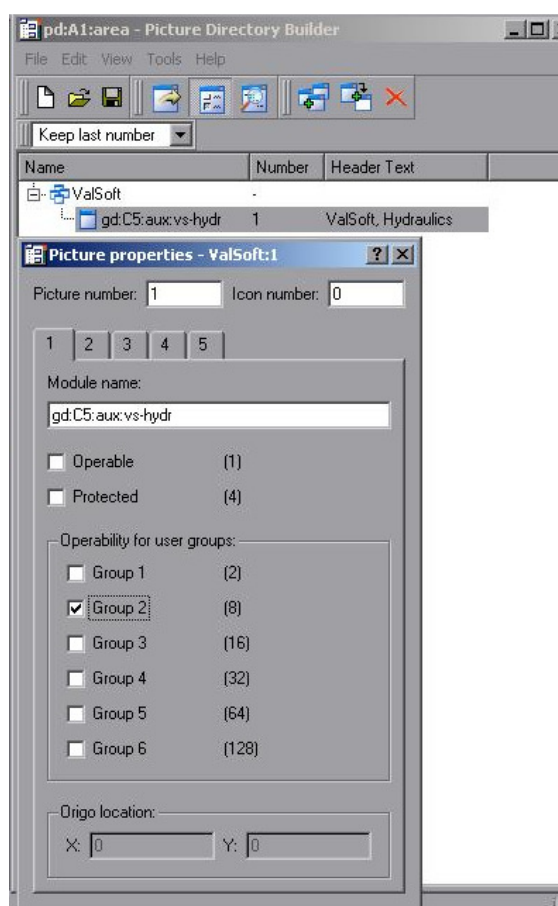 pd:A1:area - Picture Directory Builder
File Edit View Tools Help
Keep last number
Name Number Header Text
ValSoft -
gd:C5:aux:vs-hydr 1 ValSoft, Hydraulics
Picture properties - ValSoft:1
Picture number: 1 Icon number: 0
1 2 3 4 5
Module name:
gd:C5:aux:vs-hydr
Operable (1)
Protected (4)
Operability for user groups:
Group 1 (2)
Group 2 (8)
Group 3 (16)
Group 4 (32)
Group 5 (64)
Group 6 (128)
Origo location:
X: 0 Y: 0